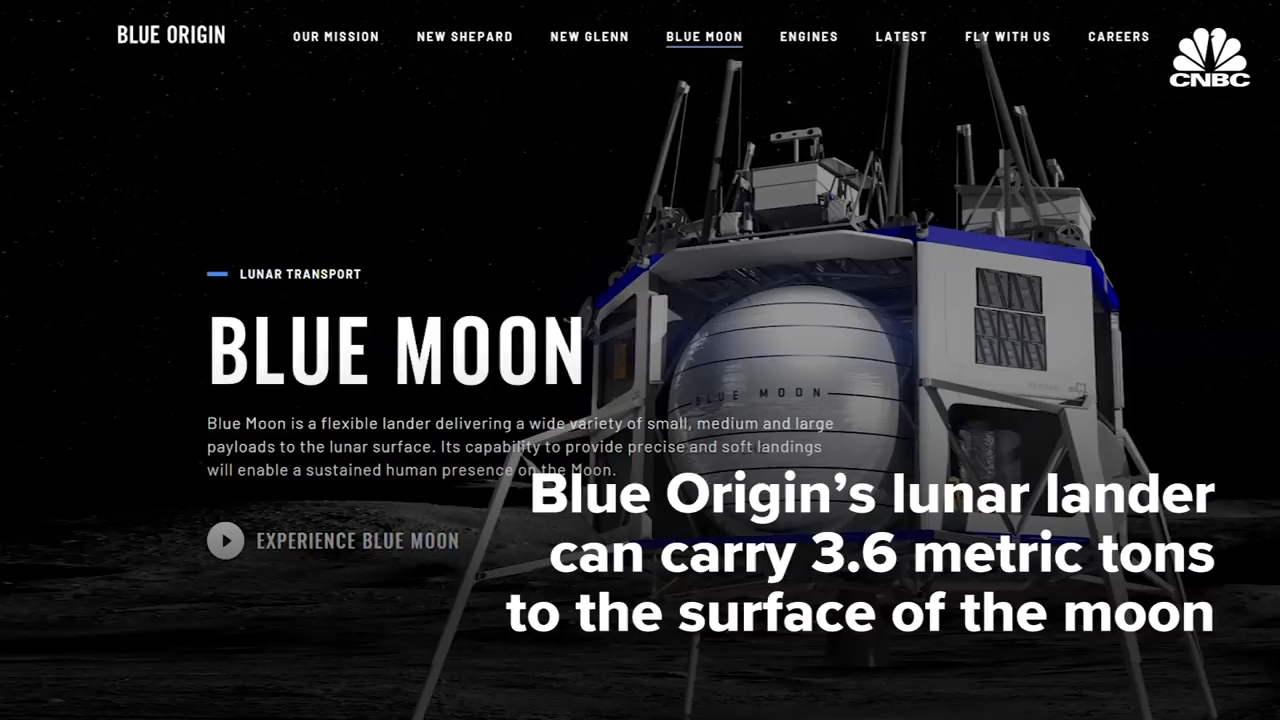 BLUE ORIGIN
OUR MISSION
NEW SHEPARD
NEW GLENN
BLUE MOON
ENGINES
LATEST
FLY WITH US
CAREERS
CNBC
LUNAR TRANSPORT
BLUE MOON
Blue Moon is a flexible lander delivering a wide variety of small, medium and large
payloads to the lunar surface. Its capability to provide precise and soft landings
will enable a sustained human presence on the Moon.
EXPERIENCE BLUE MOON
BLUE MOON
Blue Origin’s lunar lander
can carry 3.6 metric tons
to the surface of the moon